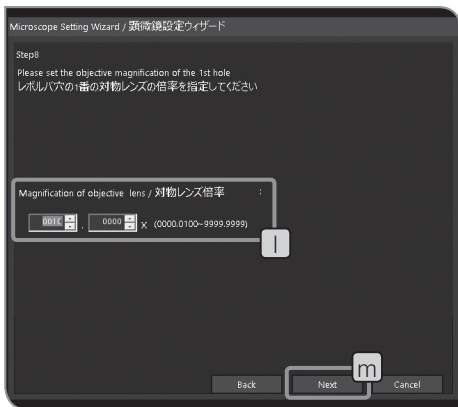 Microscope Setting Wizard / 顕微鏡設定ウィザード
Step8
Please set the objective magnification of the 1st hole
レボルバ穴の1番の対物レンズの倍率を指定してください
Magnification of objective lens / 対物レンズ倍率 :
0010 . 0000 X (0000.0100~9999.9999)
l
m
Back Next Cancel